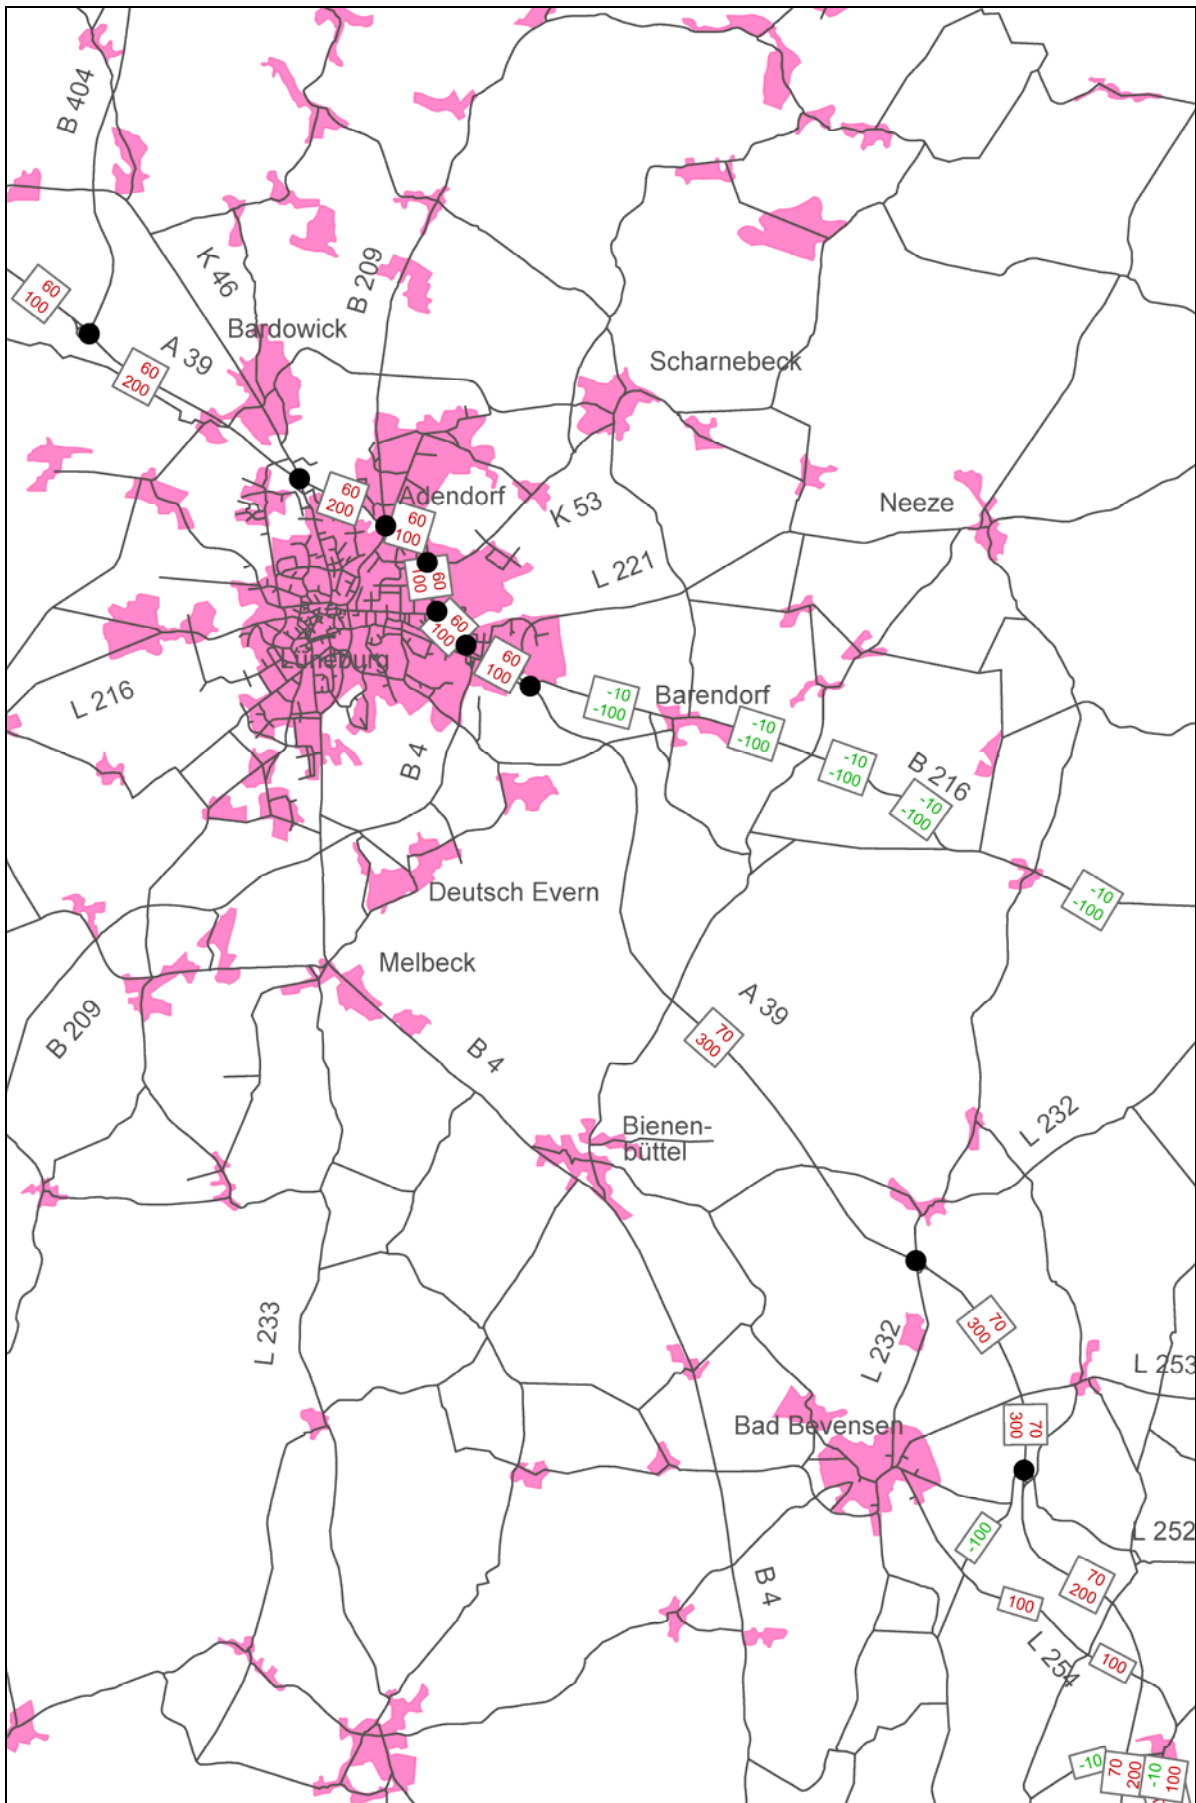 B 404
K 46
B 209
60
100
Bardowick
A 39
60
200
Scharnebeck
60
200
Adendorf
60
100
K 53
Neeze
L 221
60
100
60
100
Lüneburg
60
100
L 216
-10
-100
Barendorf
-10
-100
B 4
-10
-100
B 216
-10
-100
Deutsch Evern
-10
-100
Melbeck
B 209
A 39
70
300
B 4
Bienen-
büttel
L 232
L 233
L 232
70
300
L 253
Bad Bevensen
70
300
-100
L 252
B 4
70
200
100
L 254
100
-10
70
200
-10
100